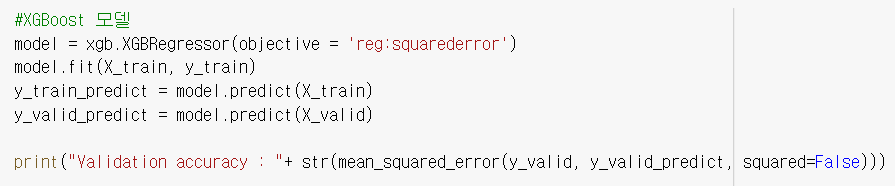 #XGBoost 모델
model = xgb.XGBRegressor(objective = 'reg:squarederror')
model.fit(X_train, y_train)
y_train_predict = model.predict(X_train)
y_valid_predict = model.predict(X_valid)
print("Validation accuracy : "+ str(mean_squared_error(y_valid, y_valid_predict, squared=False)))